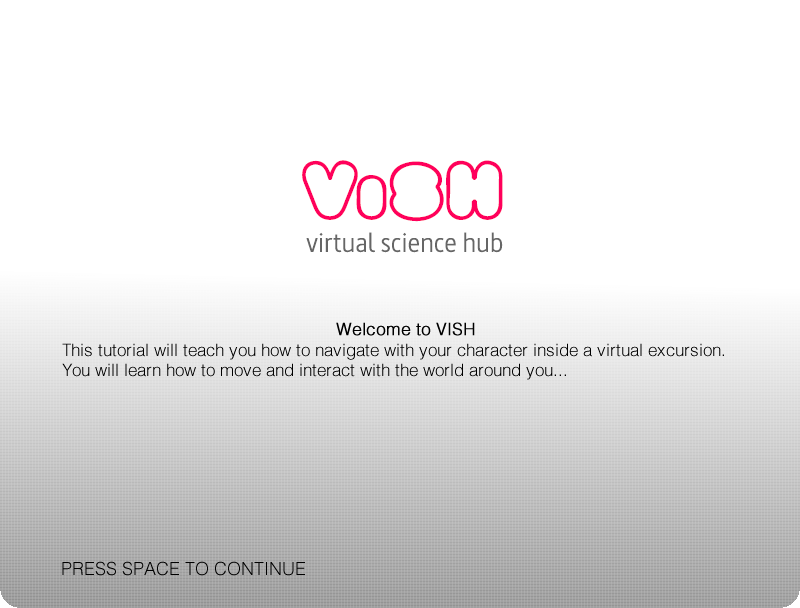 ViSH
virtual science hub
Welcome to VISH
This tutorial will teach you how to navigate with your character inside a virtual excursion.
You will learn how to move and interact with the world around you...
PRESS SPACE TO CONTINUE